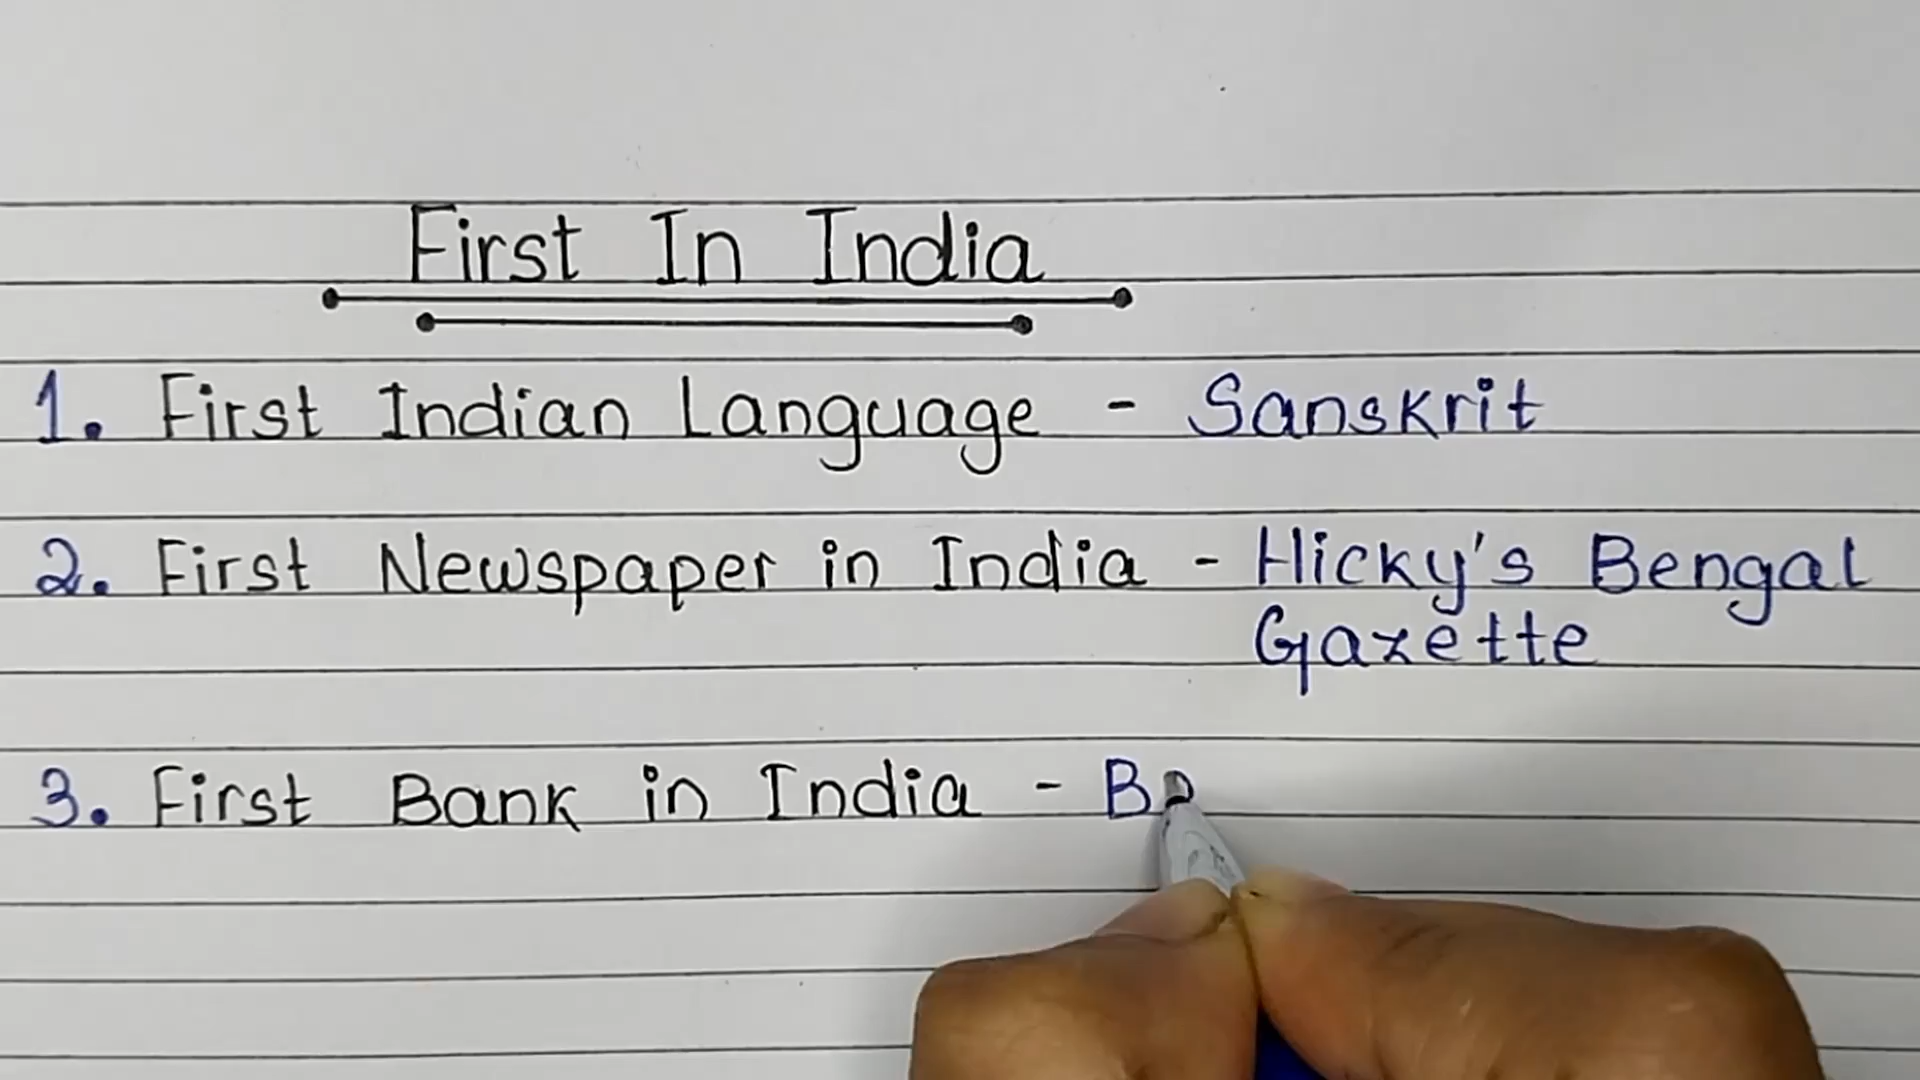 First In India
1. First Indian Language - Sanskrit
2. First Newspaper in India - Hicky's Bengal
Gazette
3. First Bank in India - B